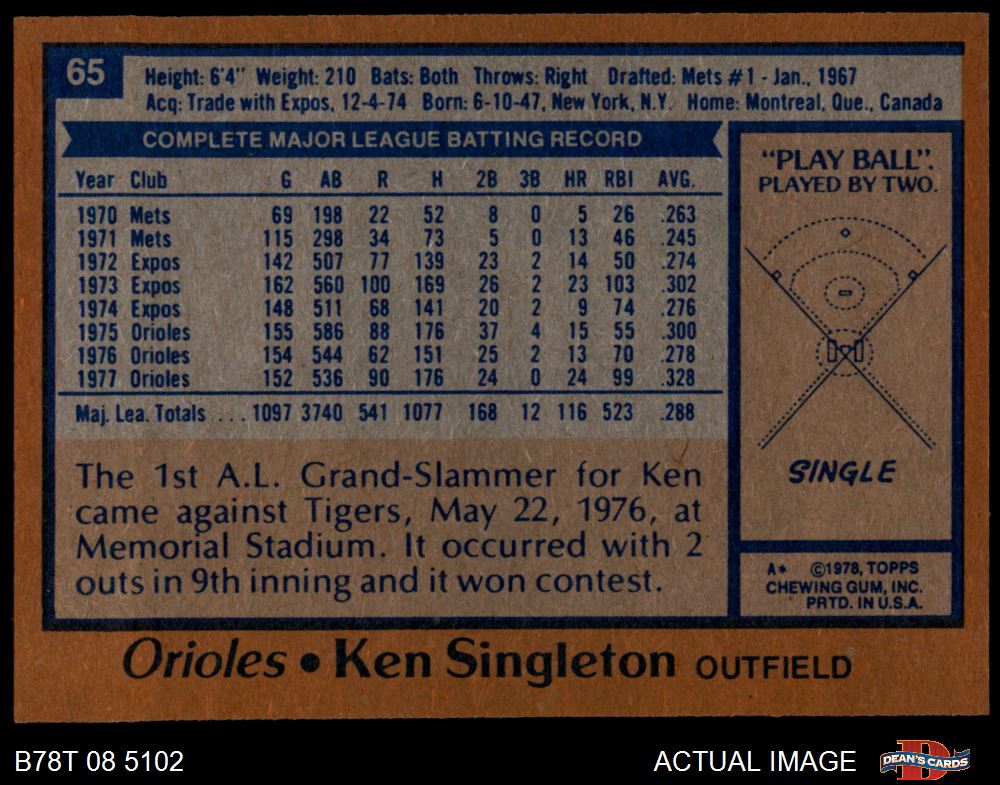 65
Height: 6'4" Weight: 210 Bats: Both Throws: Right Drafted: Mets #1 - Jan., 1967
Acq: Trade with Expos, 12-4-74 Born: 6-10-47, New York, N.Y. Home: Montreal, Que., Canada
COMPLETE MAJOR LEAGUE BATTING RECORD
Year Club G AB R H 2B 3B HR RBI AVG.
1970 Mets 69 198 22 52 8 0 5 26 .263
1971 Mets 115 298 34 73 5 0 13 46 .245
1972 Expos 142 507 77 139 23 2 14 50 .274
1973 Expos 162 560 100 169 26 2 23 103 .302
1974 Expos 148 511 68 141 20 2 9 74 .276
1975 Orioles 155 586 88 176 37 4 15 55 .300
1976 Orioles 154 544 62 151 25 2 13 70 .278
1977 Orioles 152 536 90 176 24 0 24 99 .328
Maj. Lea. Totals ... 1097 3740 541 1077 168 12 116 523 .288
The 1st A.L. Grand-Slammer for Ken
came against Tigers, May 22, 1976, at
Memorial Stadium. It occurred with 2
outs in 9th inning and it won contest.
"PLAY BALL".
PLAYED BY TWO.
SINGLE
A* ©1978, TOPPS
CHEWING GUM, INC.
PRTD. IN U.S.A.
Orioles • Ken Singleton OUTFIELD
B78T 08 5102
ACTUAL IMAGE
D
DEAN'S CARDS